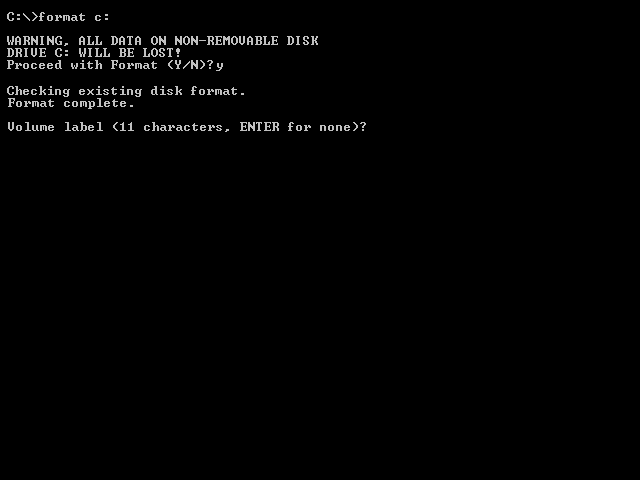 C:\>format c:
WARNING, ALL DATA ON NON-REMOVABLE DISK
DRIVE C: WILL BE LOST!
Proceed with Format (Y/N)?y
Checking existing disk format.
Format complete.
Volume label (11 characters, ENTER for none)?